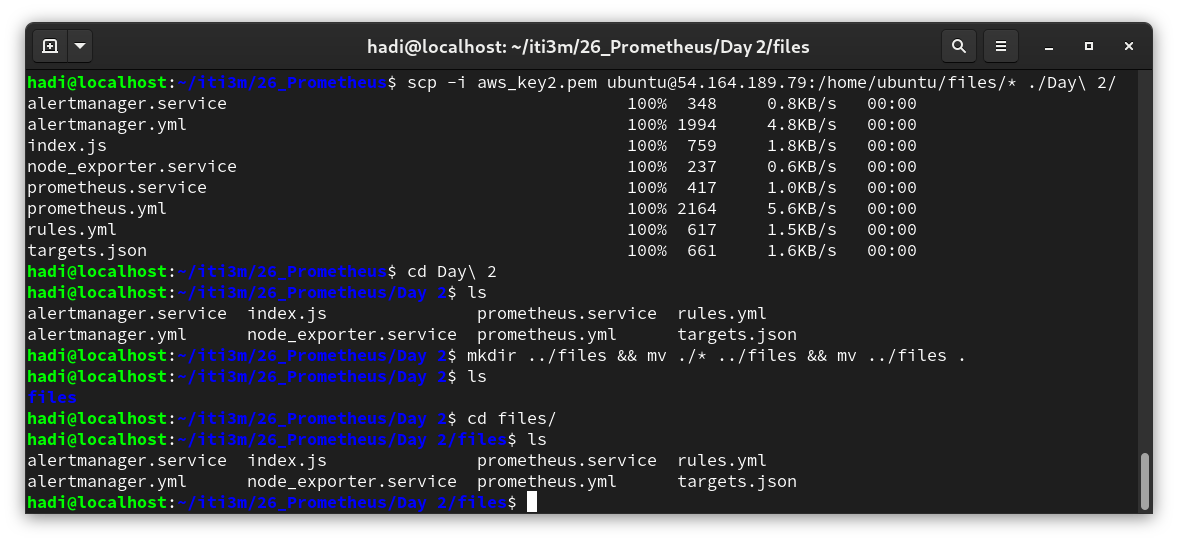 hadi@localhost: ~/iti3m/26_Prometheus/Day 2/files
hadi@localhost:~/iti3m/26_Prometheus$ scp -i aws_key2.pem ubuntu@54.164.189.79:/home/ubuntu/files/* ./Day\ 2/
alertmanager.service                                        100%  348     0.8KB/s   00:00
alertmanager.yml                                            100% 1994     4.8KB/s   00:00
index.js                                                    100%  759     1.8KB/s   00:00
node_exporter.service                                       100%  237     0.6KB/s   00:00
prometheus.service                                          100%  417     1.0KB/s   00:00
prometheus.yml                                              100% 2164     5.6KB/s   00:00
rules.yml                                                   100%  617     1.5KB/s   00:00
targets.json                                                100%  661     1.6KB/s   00:00
hadi@localhost:~/iti3m/26_Prometheus$ cd Day\ 2
hadi@localhost:~/iti3m/26_Prometheus/Day 2$ ls
alertmanager.service  index.js               prometheus.service  rules.yml
alertmanager.yml      node_exporter.service  prometheus.yml      targets.json
hadi@localhost:~/iti3m/26_Prometheus/Day 2$ mkdir ../files && mv ./* ../files && mv ../files .
hadi@localhost:~/iti3m/26_Prometheus/Day 2$ ls
files
hadi@localhost:~/iti3m/26_Prometheus/Day 2$ cd files/
hadi@localhost:~/iti3m/26_Prometheus/Day 2/files$ ls
alertmanager.service  index.js               prometheus.service  rules.yml
alertmanager.yml      node_exporter.service  prometheus.yml      targets.json
hadi@localhost:~/iti3m/26_Prometheus/Day 2/files$